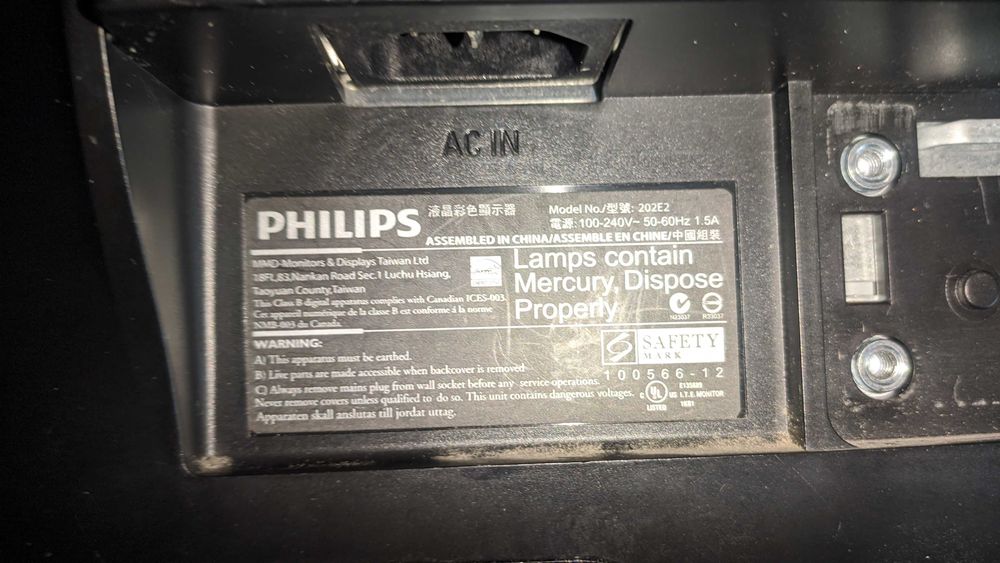 AC IN
PHILIPS 液晶彩色顯示器
Model No./型號: 202E2
電源:100-240V~ 50-60Hz 1.5A
ASSEMBLED IN CHINA/ASSEMBLE EN CHINE/中國組裝
MMD-Monitors & Displays Taiwan Ltd
18Fl,83,Nankan Road Sec.1 Luchu Hsiang,
Taoyuan County,Taiwan
This Class B digital apparatus complies with Canadian ICES-003.
Cet appareil numérique de la classe B est conforme á la norme
NMB-003 du Canada.
Lamps contain
Mercury, Dispose
Properly
N23037 R33037
SAFETY
MARK
100566-12
WARNING:
A) This apparatus must be earthed.
B) Live parts are made accessible when backcover is removed
C) Always remove mains plug from wall socket before any service operations.
Never remove covers unless qualified to do so. This unit contains dangerous voltages.
Apparaten skall anslutas till jordat uttag.
C UL US
LISTED
I.T.E. MONITOR